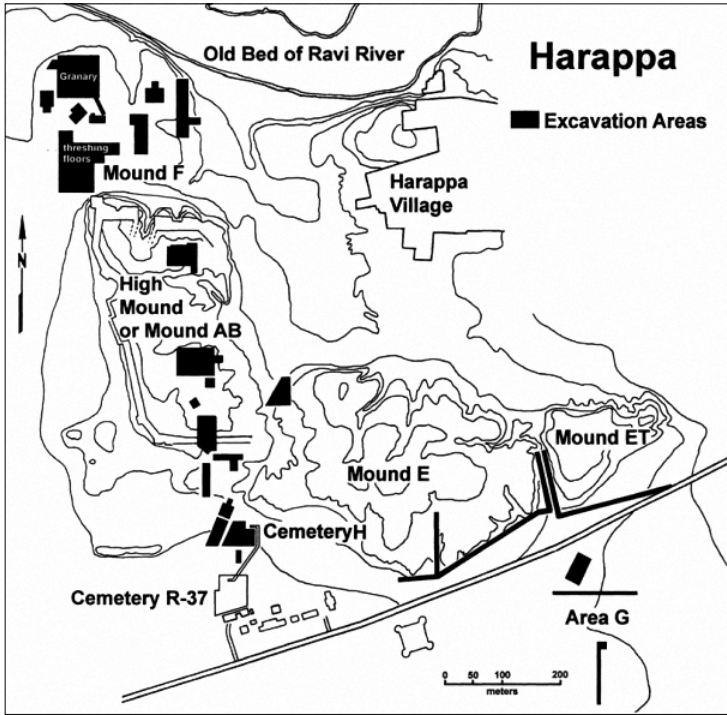 Old Bed of Ravi River
Harappa
Excavation Areas
Granary
threshing
floors
Mound F
Harappa
Village
N
High
Mound
or Mound AB
Mound ET
Mound E
CemeteryH
Cemetery R-37
Area G
0 50 100 200
meters